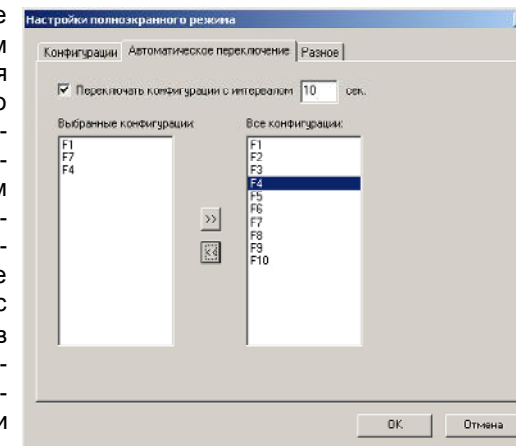 Настройки полноэкранного режима
Конфигурации Автоматическое переключение Разное
Переключать конфигурации с интервалом 10 сек.
Выбранные конфигурации: Все конфигурации:
F1 F1
F7 F2
F4 F3
F4
F5
F6
>> F7
F8
<< F9
F10
OK Отмена
е
м
я
о
-
-
м
-
-
е
с
в
-
-
и